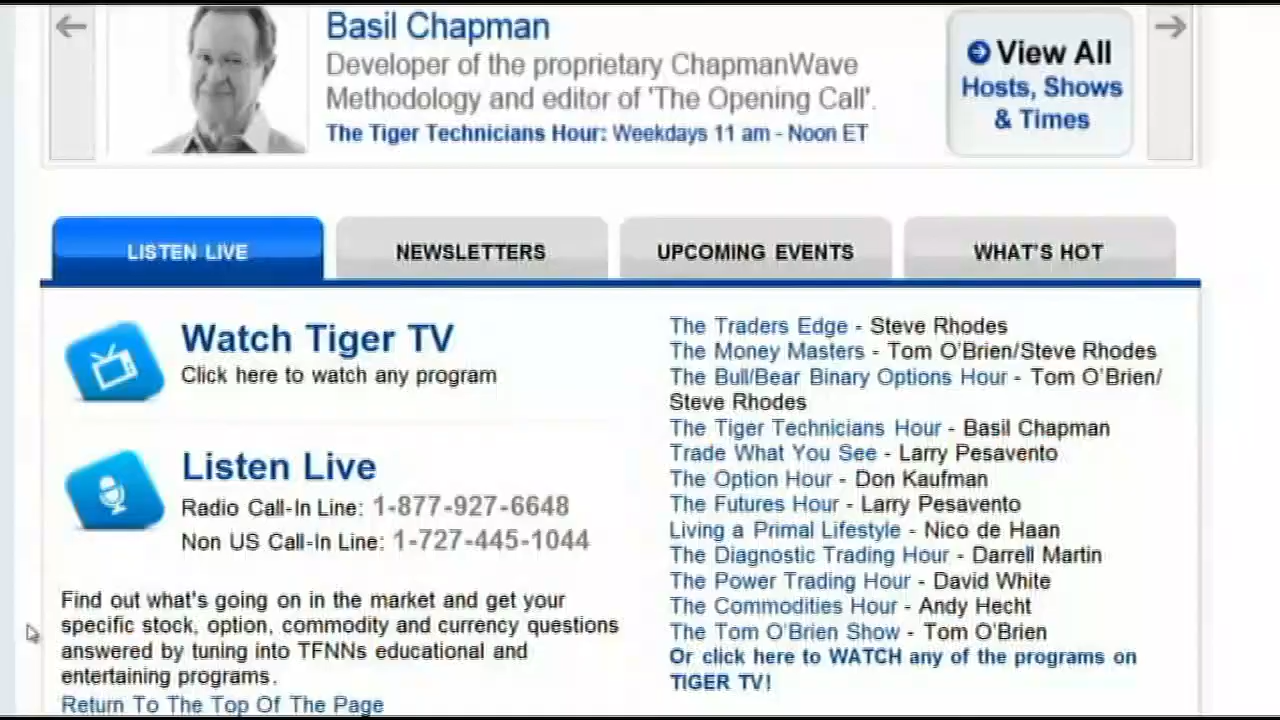 Basil Chapman
Developer of the proprietary ChapmanWave
Methodology and editor of 'The Opening Call'.
The Tiger Technicians Hour: Weekdays 11 am - Noon ET
View All
Hosts, Shows
& Times
LISTEN LIVE
NEWSLETTERS
UPCOMING EVENTS
WHAT'S HOT
Watch Tiger TV
Click here to watch any program
Listen Live
Radio Call-In Line: 1-877-927-6648
Non US Call-In Line: 1-727-445-1044
Find out what's going on in the market and get your
specific stock, option, commodity and currency questions
answered by tuning into TFNNs educational and
entertaining programs.
Return To The Top Of The Page
The Traders Edge - Steve Rhodes
The Money Masters - Tom O'Brien/Steve Rhodes
The Bull/Bear Binary Options Hour - Tom O'Brien/
Steve Rhodes
The Tiger Technicians Hour - Basil Chapman
Trade What You See - Larry Pesavento
The Option Hour - Don Kaufman
The Futures Hour - Larry Pesavento
Living a Primal Lifestyle - Nico de Haan
The Diagnostic Trading Hour - Darrell Martin
The Power Trading Hour - David White
The Commodities Hour - Andy Hecht
The Tom O'Brien Show - Tom O'Brien
Or click here to WATCH any of the programs on
TIGER TV!